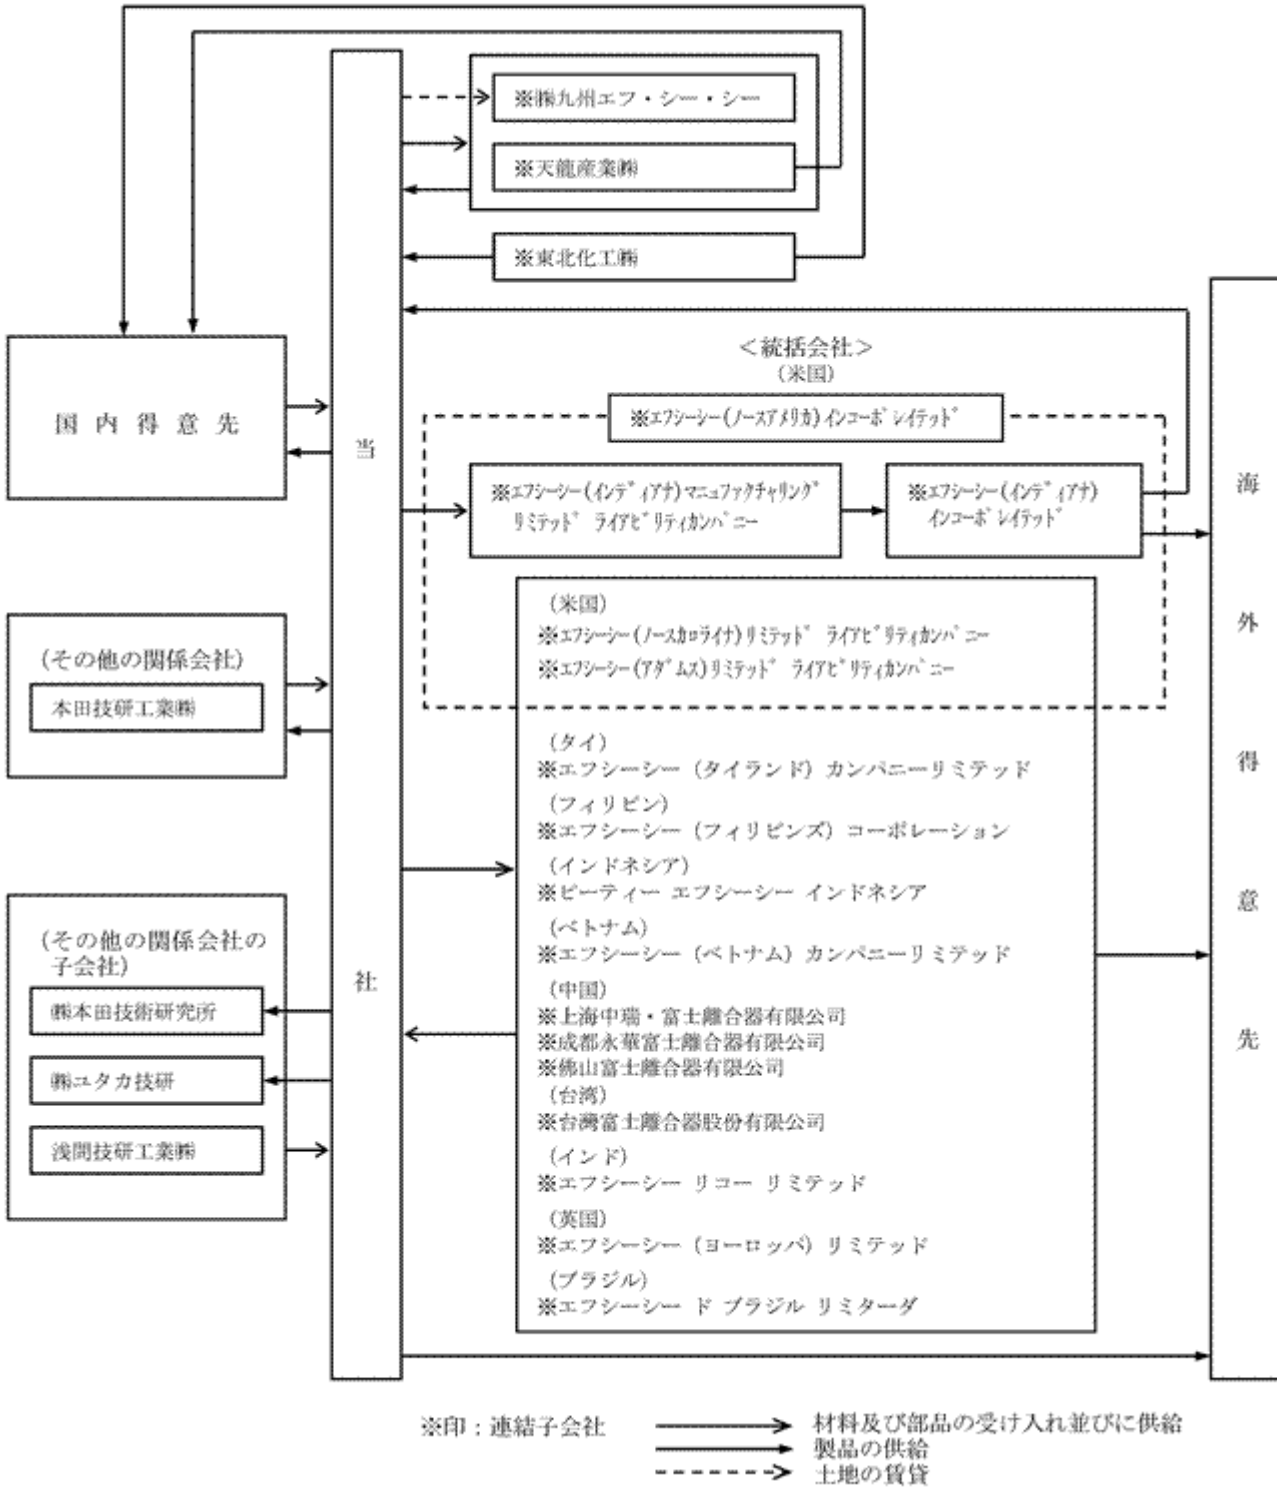 ※㈱九州エフ・シー・シー
※天龍産業㈱
※東北化工㈱
国内得意先
当社
海外得意先
＜統括会社＞
(米国)
※ｴﾌｼｰｼｰ(ﾉｰｽｱﾒﾘｶ)ｲﾝｺｰﾎﾟﾚｲﾃｯﾄﾞ
※ｴﾌｼｰｼｰ(ｲﾝﾃﾞｨｱﾅ)ﾏﾆｭﾌｧｸﾁｬﾘﾝｸﾞ
ﾘﾐﾃｯﾄﾞ ﾗｲｱﾋﾞﾘﾃｨｶﾝﾊﾟﾆｰ
※ｴﾌｼｰｼｰ(ｲﾝﾃﾞｨｱﾅ)
ｲﾝｺｰﾎﾟﾚｲﾃｯﾄﾞ
(米国)
※ｴﾌｼｰｼｰ(ﾉｰｽｶﾛﾗｲﾅ)ﾘﾐﾃｯﾄﾞ ﾗｲｱﾋﾞﾘﾃｨｶﾝﾊﾟﾆｰ
※ｴﾌｼｰｼｰ(ｱﾀﾞﾑｽ)ﾘﾐﾃｯﾄﾞ ﾗｲｱﾋﾞﾘﾃｨｶﾝﾊﾟﾆｰ
(タイ)
※エフシーシー（タイランド）カンパニーリミテッド
(フィリピン)
※エフシーシー（フィリピンズ）コーポレーション
(インドネシア)
※ピーティー エフシーシー インドネシア
(ベトナム)
※エフシーシー（ベトナム）カンパニーリミテッド
(中国)
※上海中瑞・富士離合器有限公司
※成都永華富士離合器有限公司
※佛山富士離合器有限公司
(台湾)
※台灣富士離合器股份有限公司
(インド)
※エフシーシー リコー リミテッド
(英国)
※エフシーシー（ヨーロッパ）リミテッド
(ブラジル)
※エフシーシー ド ブラジル リミターダ
(その他の関係会社)
本田技研工業㈱
(その他の関係会社の
子会社)
㈱本田技術研究所
㈱ユタカ技研
浅間技研工業㈱
※印：連結子会社
材料及び部品の受け入れ並びに供給
製品の供給
土地の賃貸